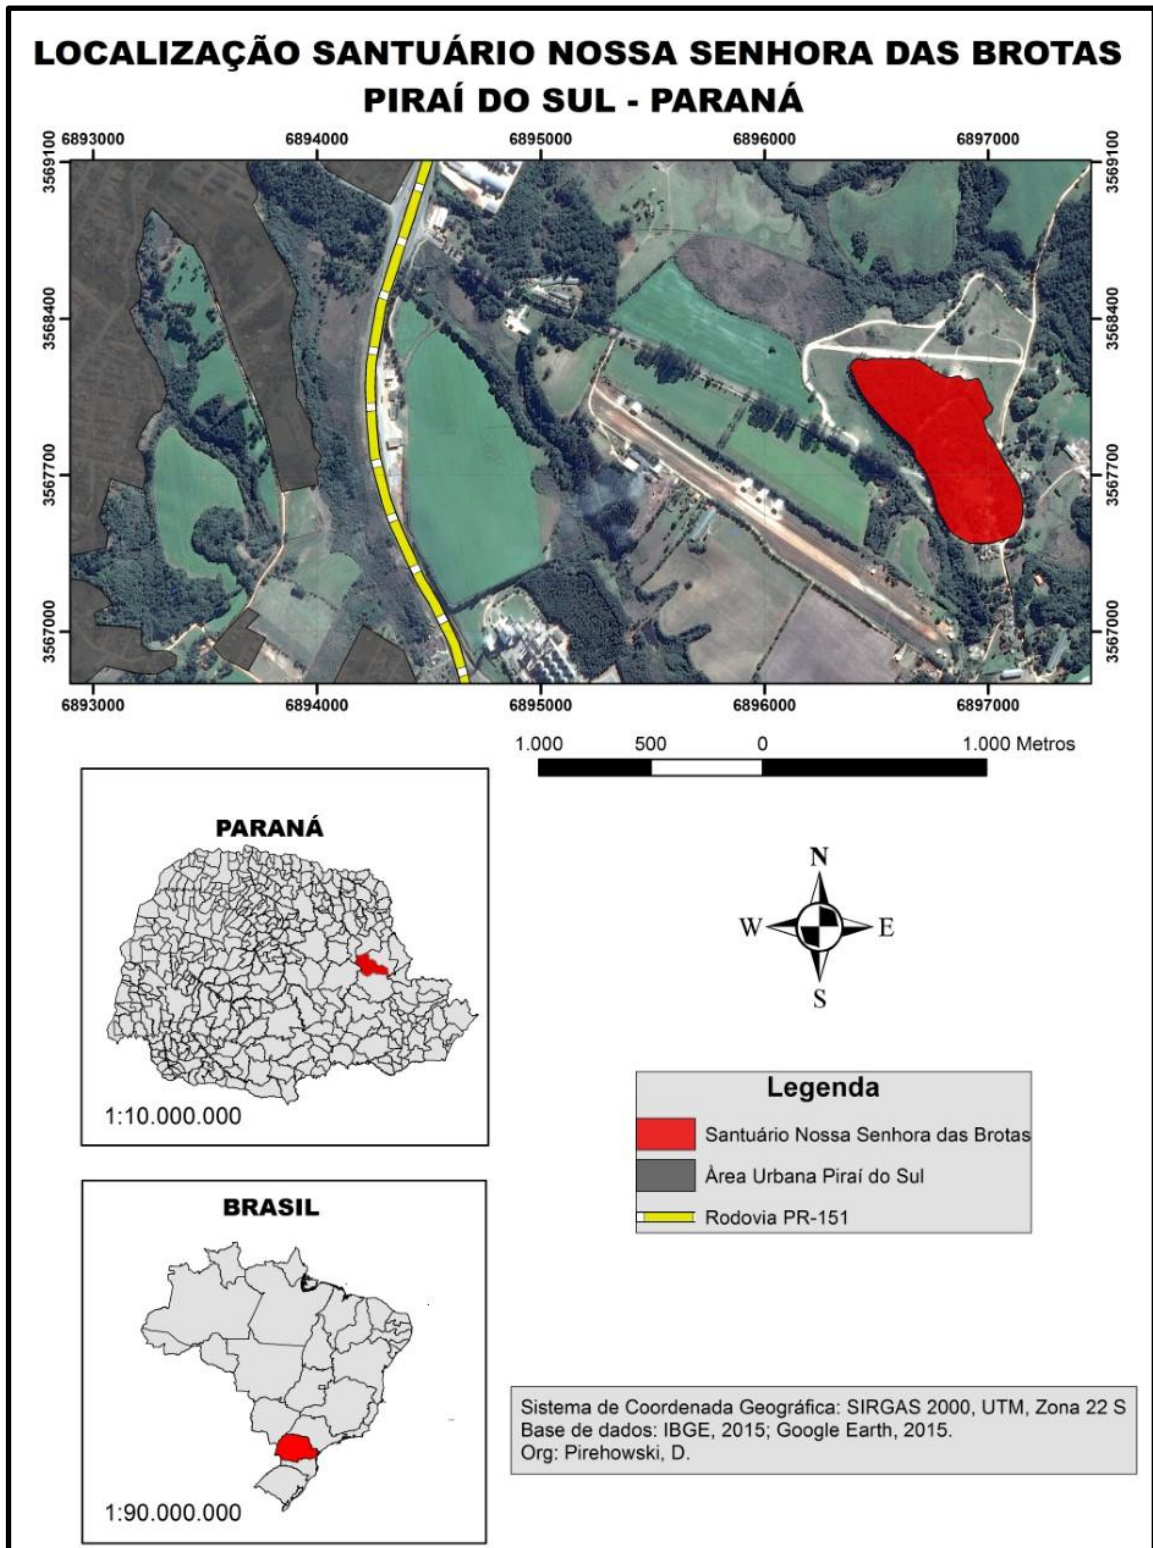 LOCALIZAÇÃO SANTUÁRIO NOSSA SENHORA DAS BROTAS
PIRAÍ DO SUL - PARANÁ
6893000 6894000 6895000 6896000 6897000
3569100 3569100
3568400 3568400
3567700 3567700
3567000 3567000
6893000 6894000 6895000 6896000 6897000
1.000 500 0 1.000 Metros
PARANÁ
1:10.000.000
N
W E
S
Legenda
Santuário Nossa Senhora das Brotas
Àrea Urbana Piraí do Sul
Rodovia PR-151
BRASIL
1:90.000.000
Sistema de Coordenada Geográfica: SIRGAS 2000, UTM, Zona 22 S
Base de dados: IBGE, 2015; Google Earth, 2015.
Org: Pirehowski, D.